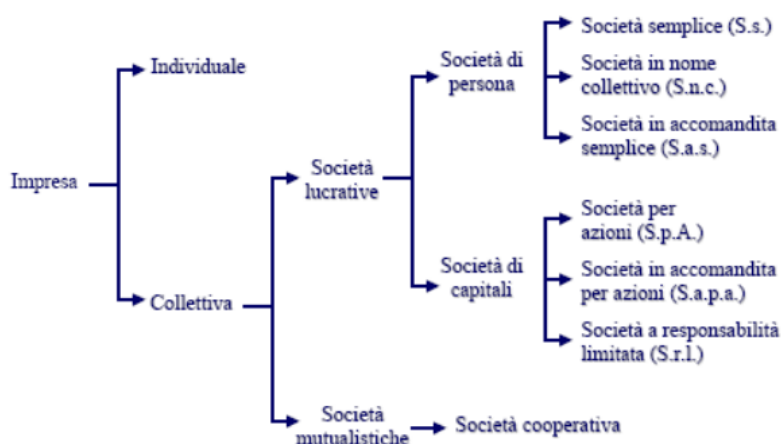 Impresa
Individuale
Collettiva
Società
lucrative
Società
mutualistiche
Società di
persona
Società di
capitali
Società cooperativa
Società semplice (S.s.)
Società in nome
collettivo (S.n.c.)
Società in accomandita
semplice (S.a.s.)
Società per
azioni (S.p.A.)
Società in accomandita
per azioni (S.a.p.a.)
Società a responsabilità
limitata (S.r.l.)